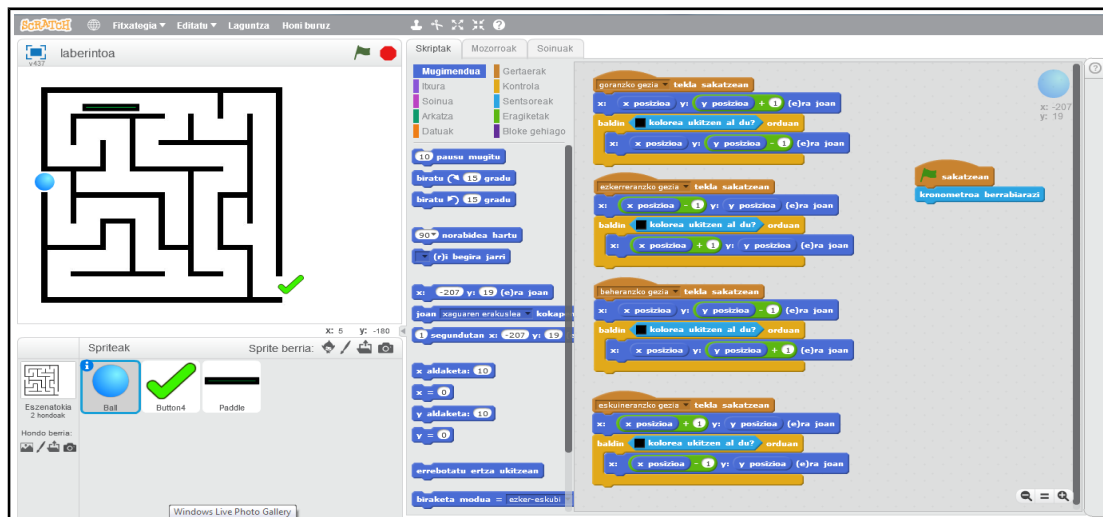 SCRATCH Fitxategia Editatu Laguntza Honi buruz
laberintoa
v437
x: 5 y: -180
Spriteak Sprite berria:
Eszenatokia
2 hondoak
Hondo berria:
Ball
Button4
Paddle
Windows Live Photo Gallery
Skriptak Mozorroak Soinuak
Mugimendua Gertaerak
Itxura Kontrola
Soinua Sentsoreak
Arkatza Eragiketak
Datuak Bloke gehiago
10 pausu mugitu
biratu 15 gradu
biratu 15 gradu
90 norabidea hartu
(r)i begira jarri
x: -207 y: 19 (e)ra joan
joan xaguaren erakuslea
1 segundutan x: -207 y: 19
x aldaketa: 10
x = 0
y aldaketa: 10
y = 0
errebotatu ertza ukitzean
biraketa modua = ezker-eskubi
goranzko gezia tekla sakatzean
x: x posizioa y: y posizioa + 1 (e)ra joan
baldin kolorea ukitzen al du? orduan
x: x posizioa y: y posizioa - 1 (e)ra joan
ezkerreranzko gezia tekla sakatzean
x: x posizioa - 1 y: y posizioa (e)ra joan
baldin kolorea ukitzen al du? orduan
x: x posizioa + 1 y: y posizioa (e)ra joan
beheranzko gezia tekla sakatzean
x: x posizioa y: y posizioa - 1 (e)ra joan
baldin kolorea ukitzen al du? orduan
x: x posizioa y: y posizioa + 1 (e)ra joan
eskuineranzko gezia tekla sakatzean
x: x posizioa + 1 y: y posizioa (e)ra joan
baldin kolorea ukitzen al du? orduan
x: x posizioa - 1 y: y posizioa (e)ra joan
sakatzean
kronometroa berrabiarazi
x: -207
y: 19